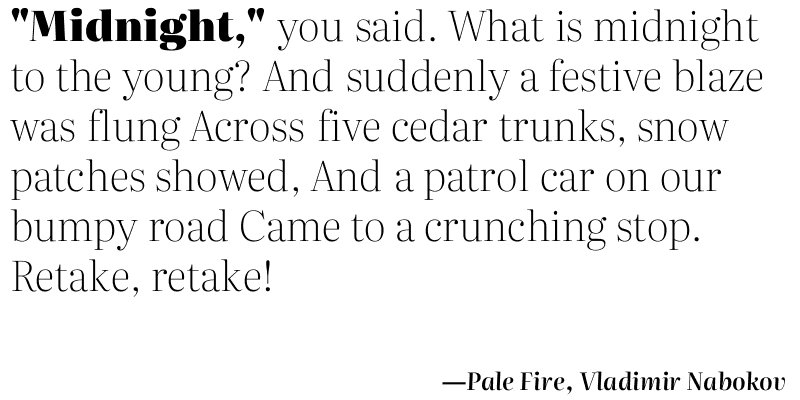 "Midnight," you said. What is midnight
to the young? And suddenly a festive blaze
was flung Across five cedar trunks, snow
patches showed, And a patrol car on our
bumpy road Came to a crunching stop.
Retake, retake!
—Pale Fire, Vladimir Nabokov